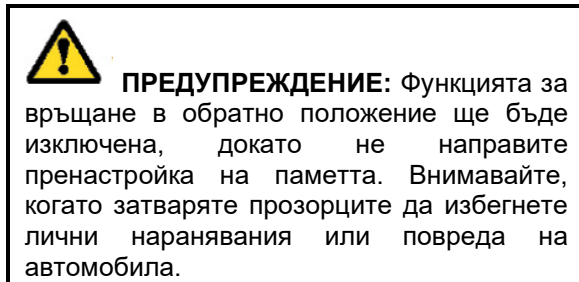 ПРЕДУПРЕЖДЕНИЕ: Функцията за
връщане в обратно положение ще бъде
изключена, докато не направите
пренастройка на паметта. Внимавайте,
когато затваряте прозорците да избегнете
лични наранявания или повреда на
автомобила.